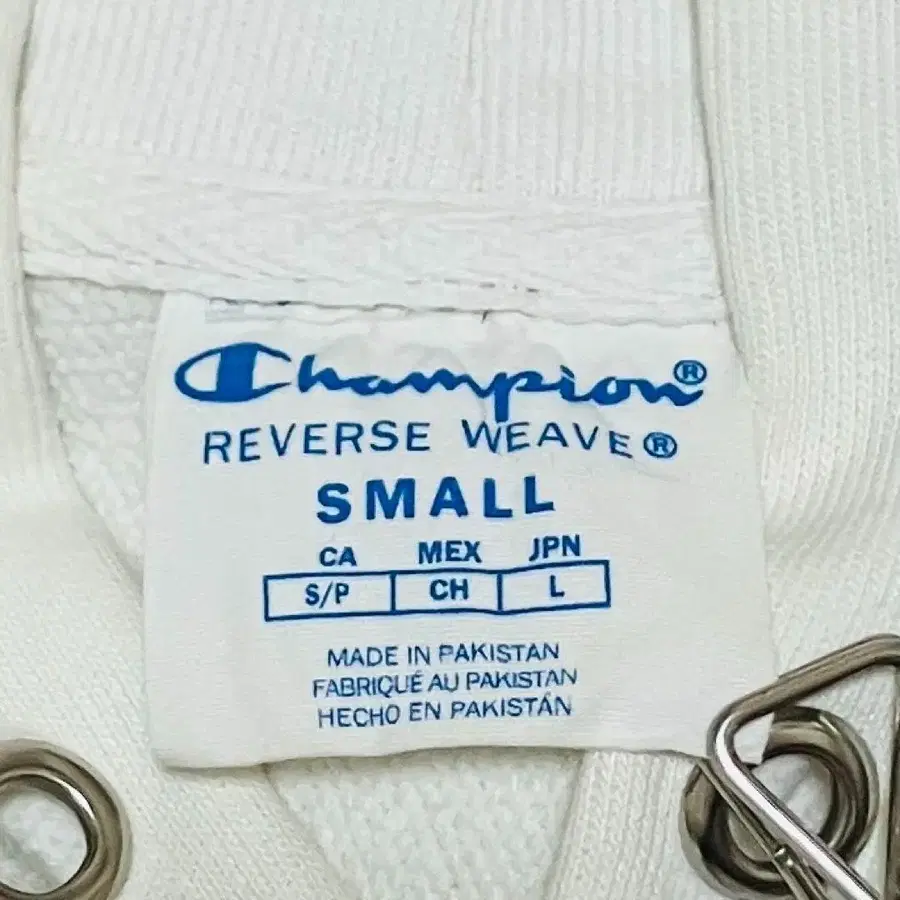 Champion®
REVERSE WEAVE®
SMALL
CA MEX JPN
S/P CH L
MADE IN PAKISTAN
FABRIQUÉ AU PAKISTAN
HECHO EN PAKISTÁN